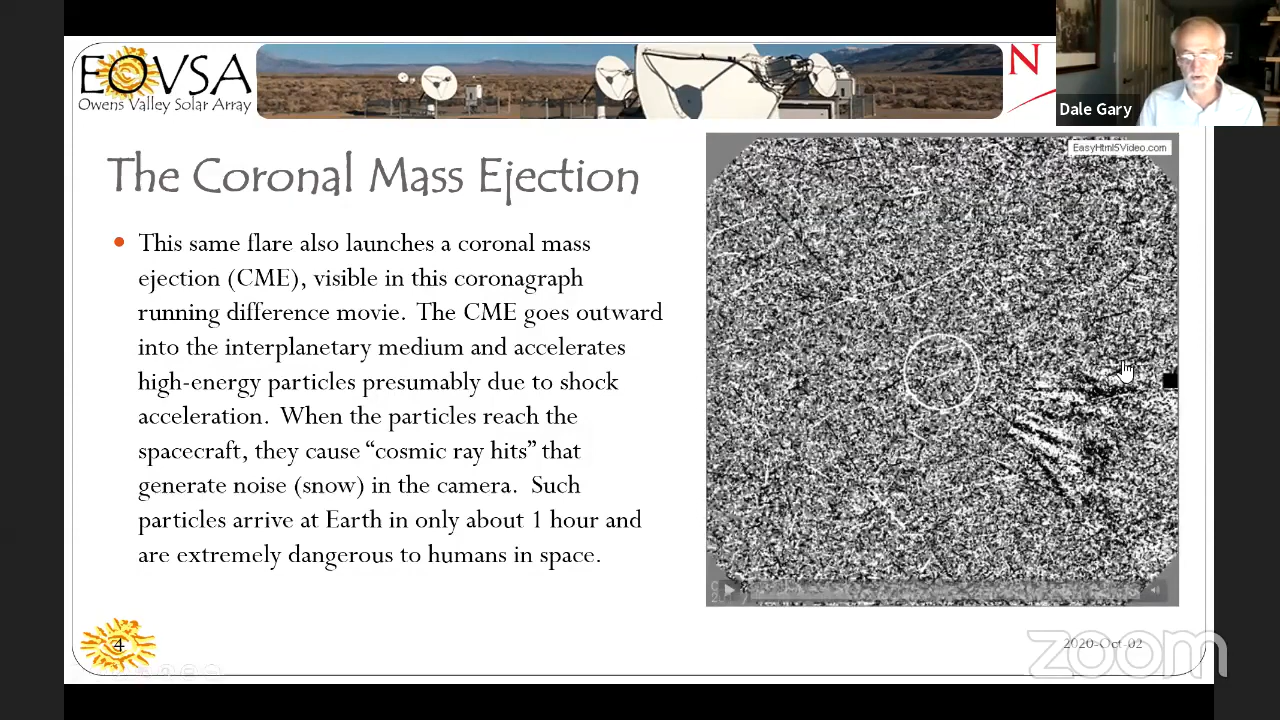 EOVSA
Owens Valley Solar Array
N
Dale Gary
The Coronal Mass Ejection
EasyHtml5Video.com
This same flare also launches a coronal mass
ejection (CME), visible in this coronagraph
running difference movie. The CME goes outward
into the interplanetary medium and accelerates
high-energy particles presumably due to shock
acceleration. When the particles reach the
spacecraft, they cause “cosmic ray hits” that
generate noise (snow) in the camera. Such
particles arrive at Earth in only about 1 hour and
are extremely dangerous to humans in space.
4
2020-Oct-02
zoom